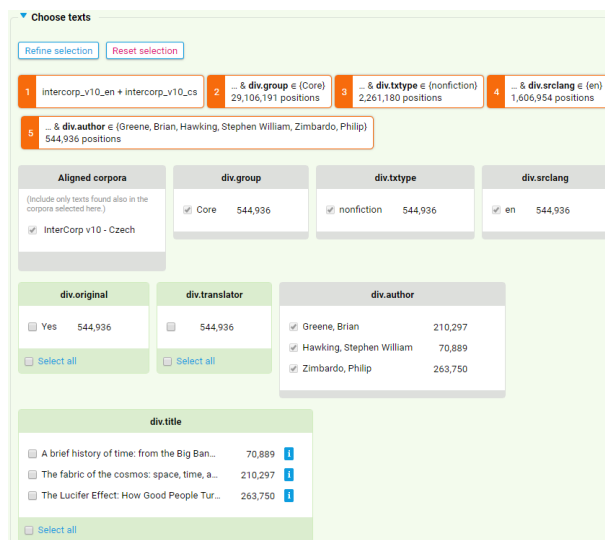 Choose texts
Refine selection Reset selection
1 intercorp_v10_en + intercorp_v10_cs
2 ... & div.group ∈ {Core}
29,106,191 positions
3 ... & div.txtype ∈ {nonfiction}
2,261,180 positions
4 ... & div.srclang ∈ {en}
1,606,954 positions
5 ... & div.author ∈ {Greene, Brian, Hawking, Stephen William, Zimbardo, Philip}
544,936 positions
Aligned corpora
(Include only texts found also in the
corpora selected here.)
InterCorp v10 - Czech
div.group
Core 544,936
div.txtype
nonfiction 544,936
div.srclang
en 544,936
div.original
Yes 544,936
Select all
div.translator
544,936
Select all
div.author
Greene, Brian 210,297
Hawking, Stephen William 70,889
Zimbardo, Philip 263,750
div.title
A brief history of time: from the Big Ban... 70,889 i
The fabric of the cosmos: space, time, a... 210,297 i
The Lucifer Effect: How Good People Tur... 263,750 i
Select all